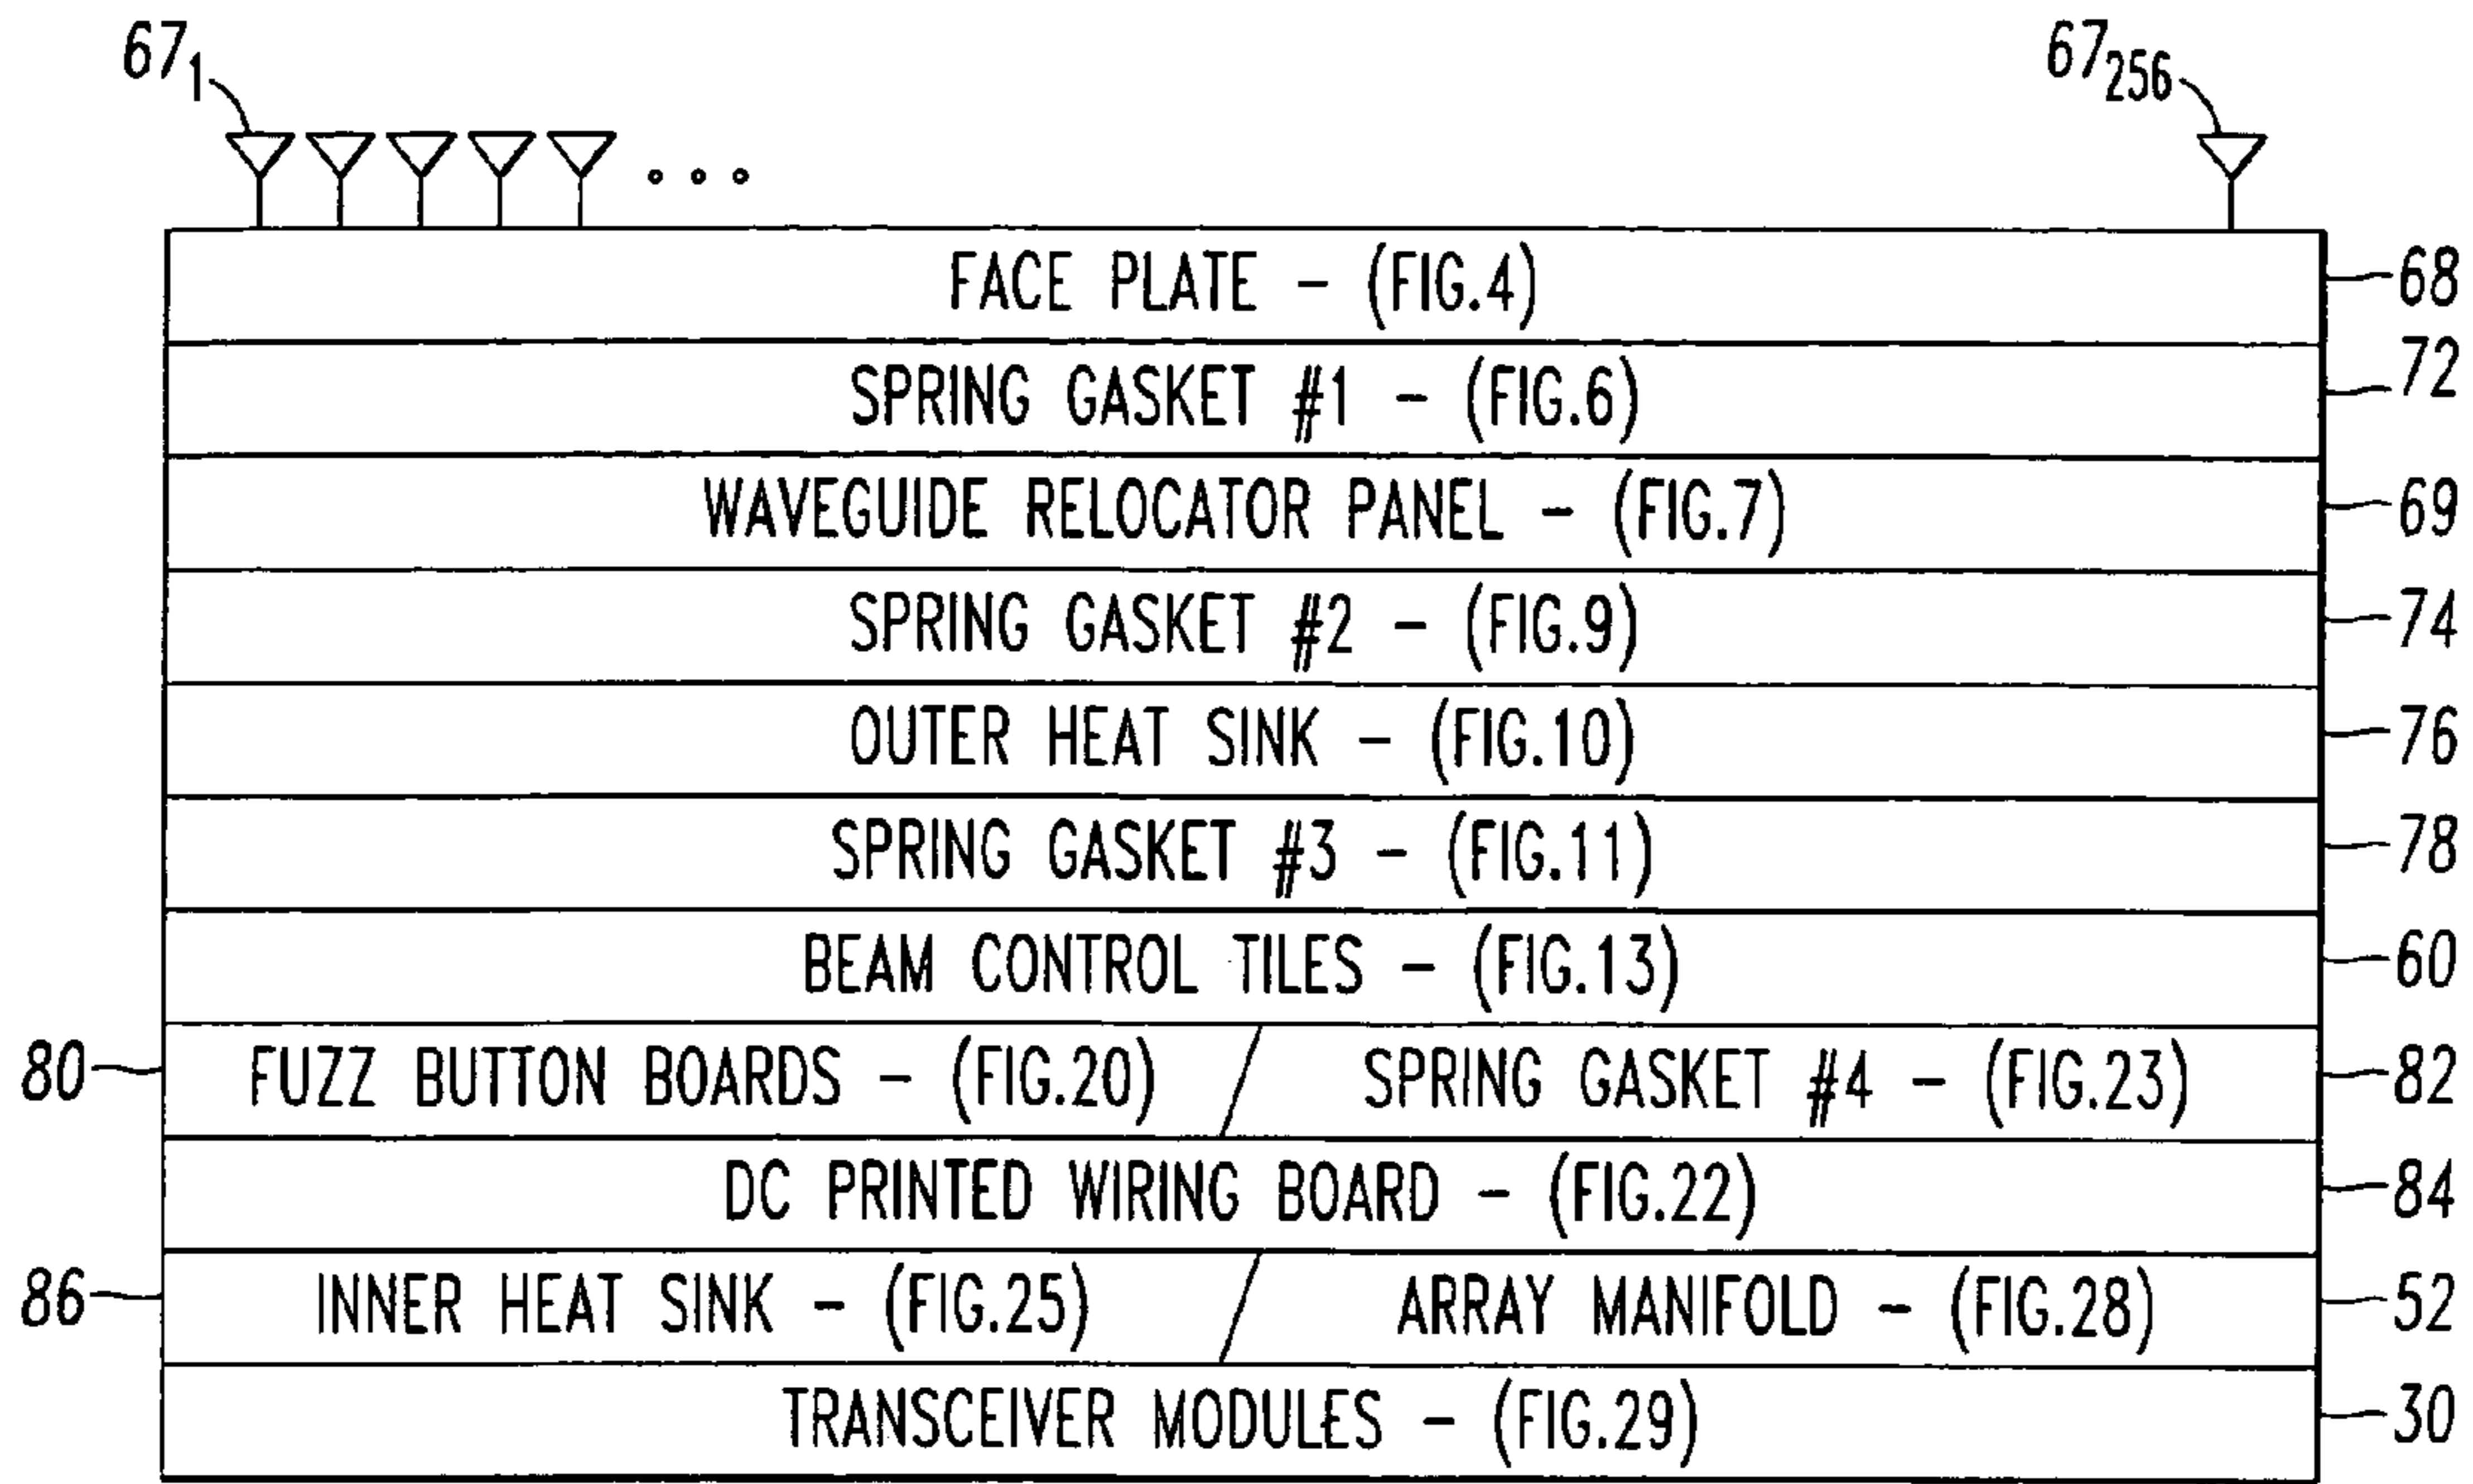 67₁ 67₂₅₆
FACE PLATE - (FIG.4) 68
SPRING GASKET #1 - (FIG.6) 72
WAVEGUIDE RELOCATOR PANEL - (FIG.7) 69
SPRING GASKET #2 - (FIG.9) 74
OUTER HEAT SINK - (FIG.10) 76
SPRING GASKET #3 - (FIG.11) 78
BEAM CONTROL TILES - (FIG.13) 60
80 FUZZ BUTTON BOARDS - (FIG.20) SPRING GASKET #4 - (FIG.23) 82
DC PRINTED WIRING BOARD - (FIG.22) 84
86 INNER HEAT SINK - (FIG.25) ARRAY MANIFOLD - (FIG.28) 52
TRANSCEIVER MODULES - (FIG.29) 30